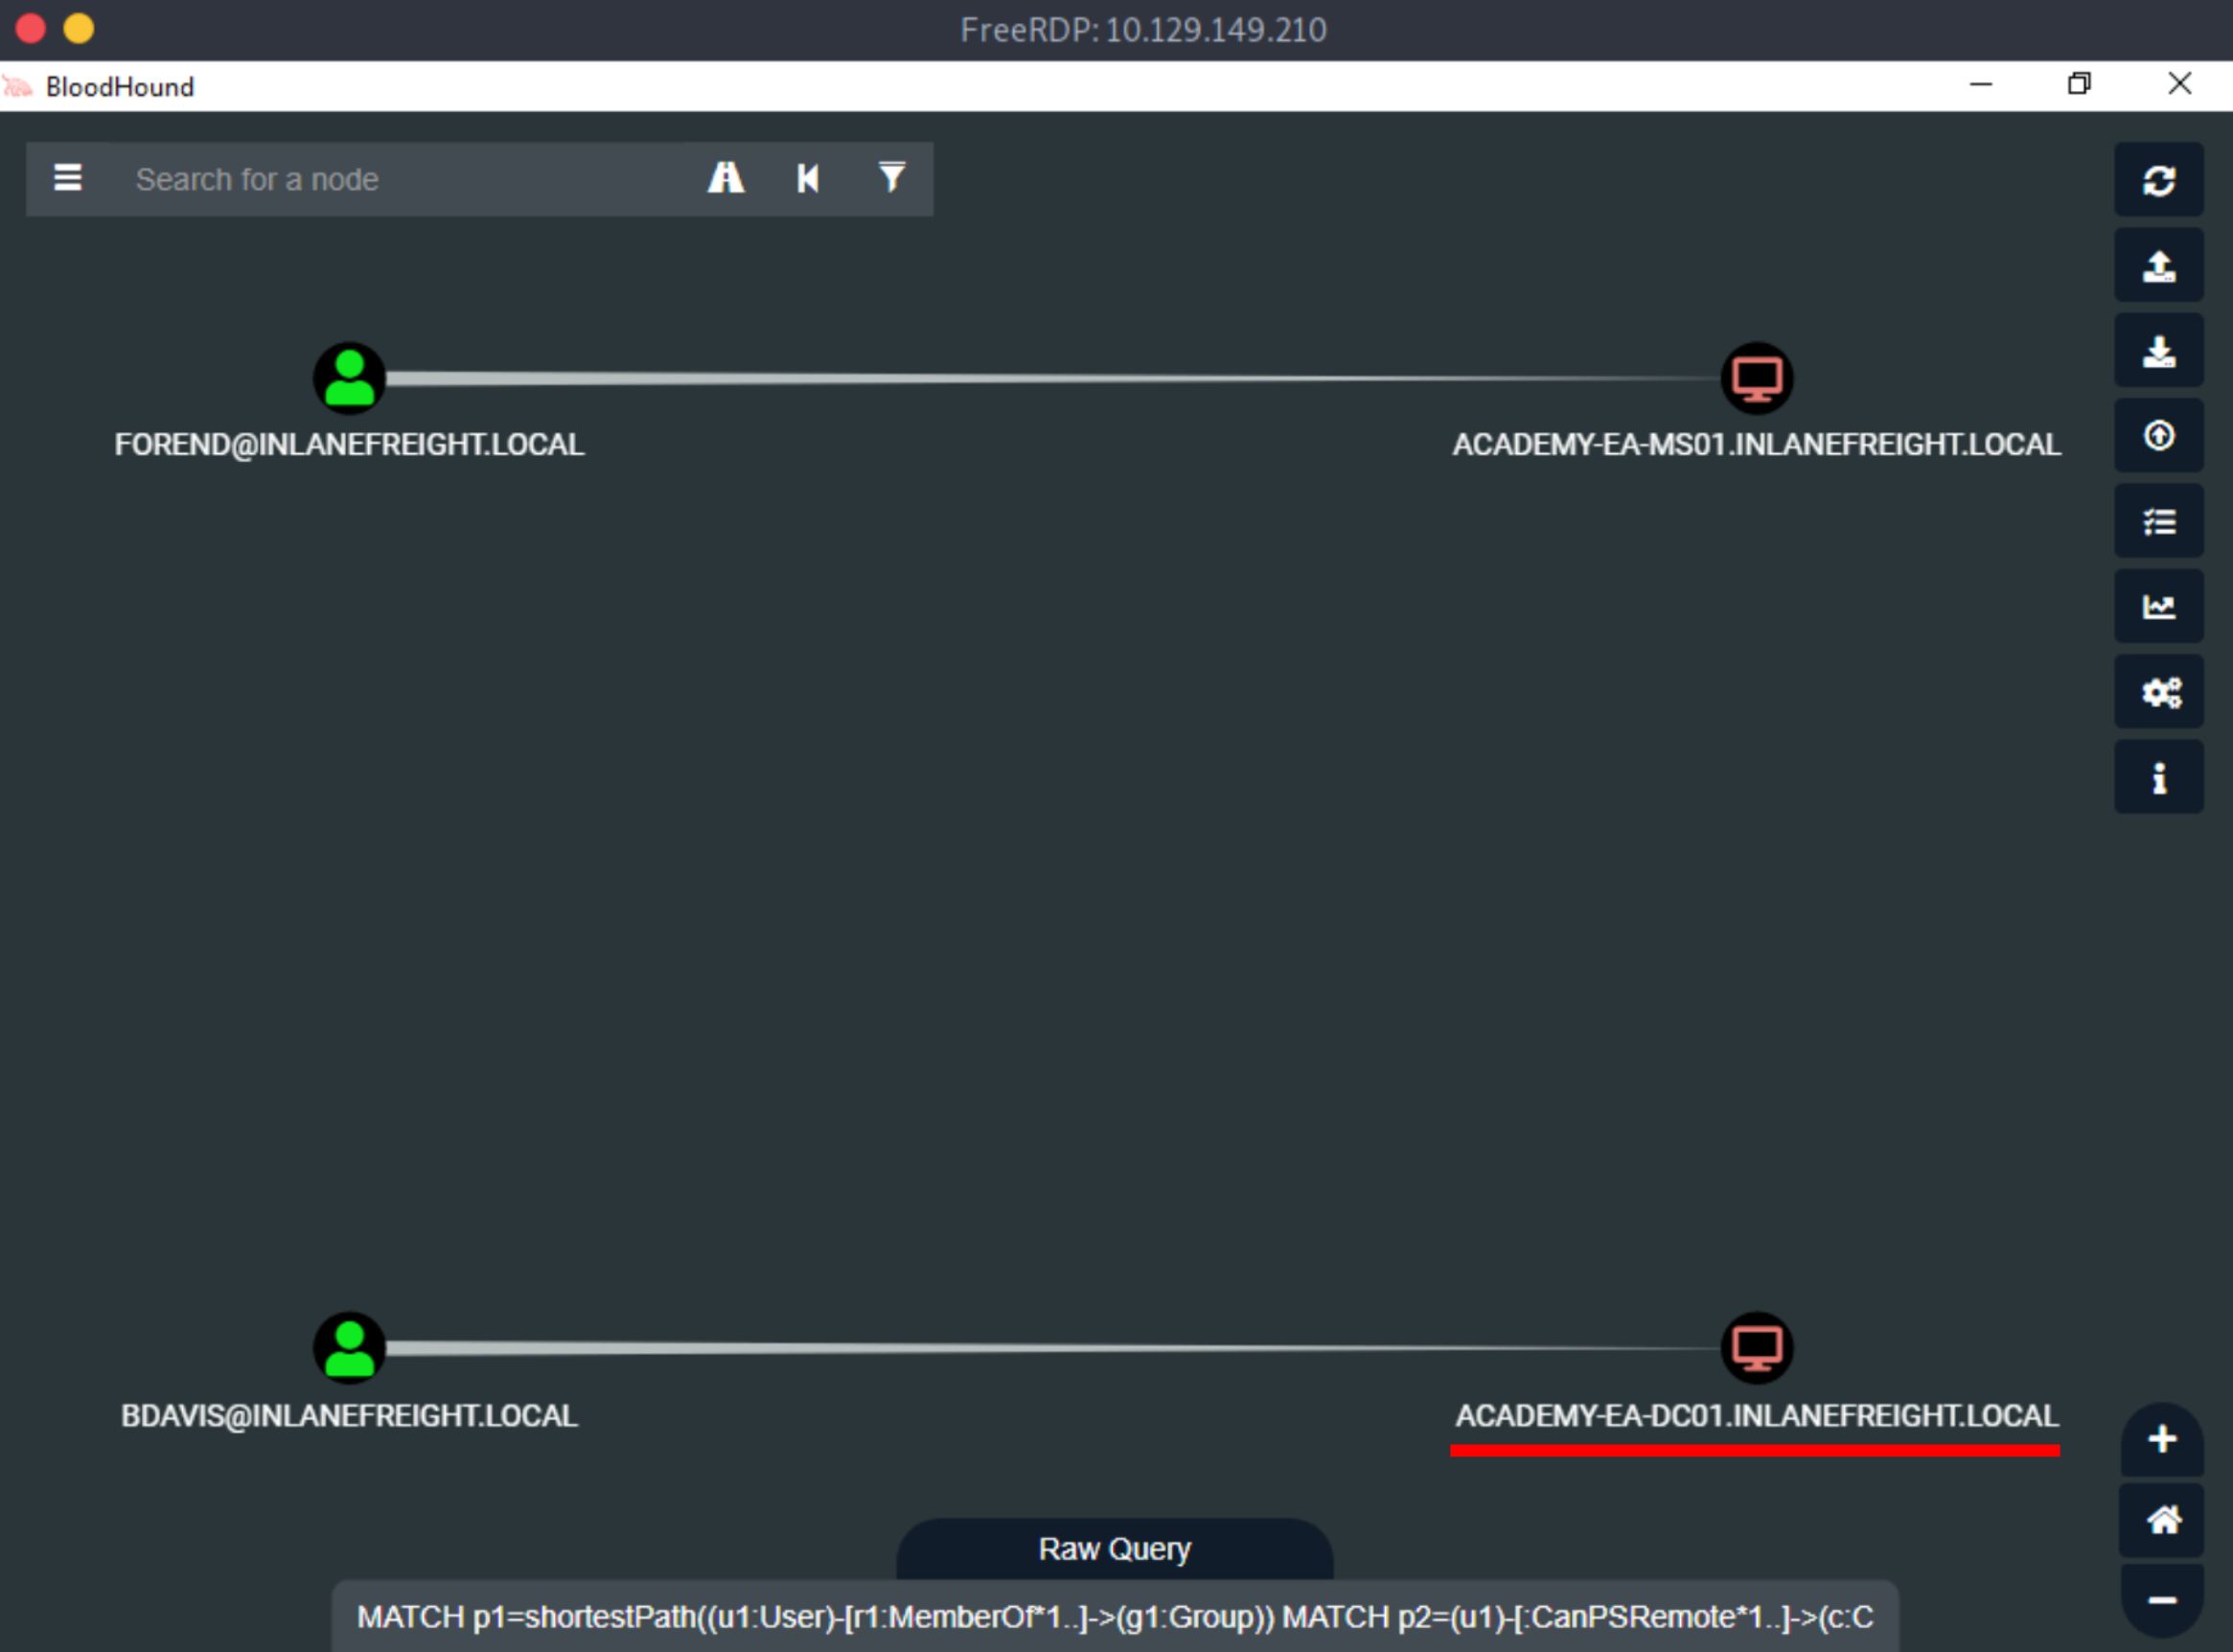 FreeRDP: 10.129.149.210
BloodHound
Search for a node
FOREND@INLANEFREIGHT.LOCAL
ACADEMY-EA-MS01.INLANEFREIGHT.LOCAL
BDAVIS@INLANEFREIGHT.LOCAL
ACADEMY-EA-DC01.INLANEFREIGHT.LOCAL
Raw Query
MATCH p1=shortestPath((u1:User)-[r1:MemberOf*1..]->(g1:Group)) MATCH p2=(u1)-[:CanPSRemote*1..]->(c:C